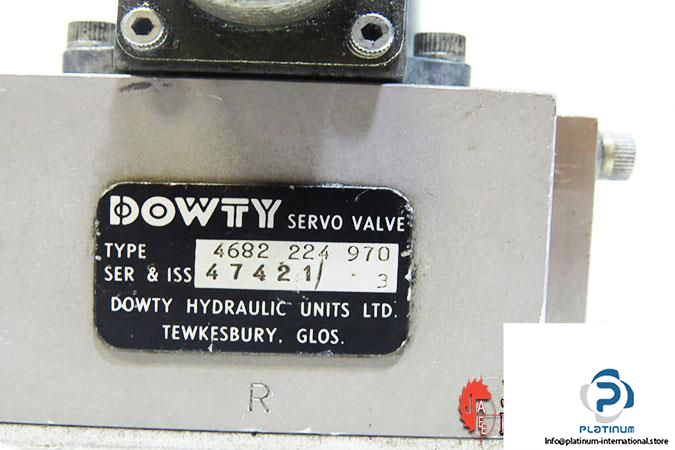 DOWTY SERVO VALVE
TYPE 4682 224 970
SER & ISS 47421/ 3
DOWTY HYDRAULIC UNITS LTD.
TEWKESBURY, GLOS.
R
JAEE
PLATINUM
Info@platinum-international.store